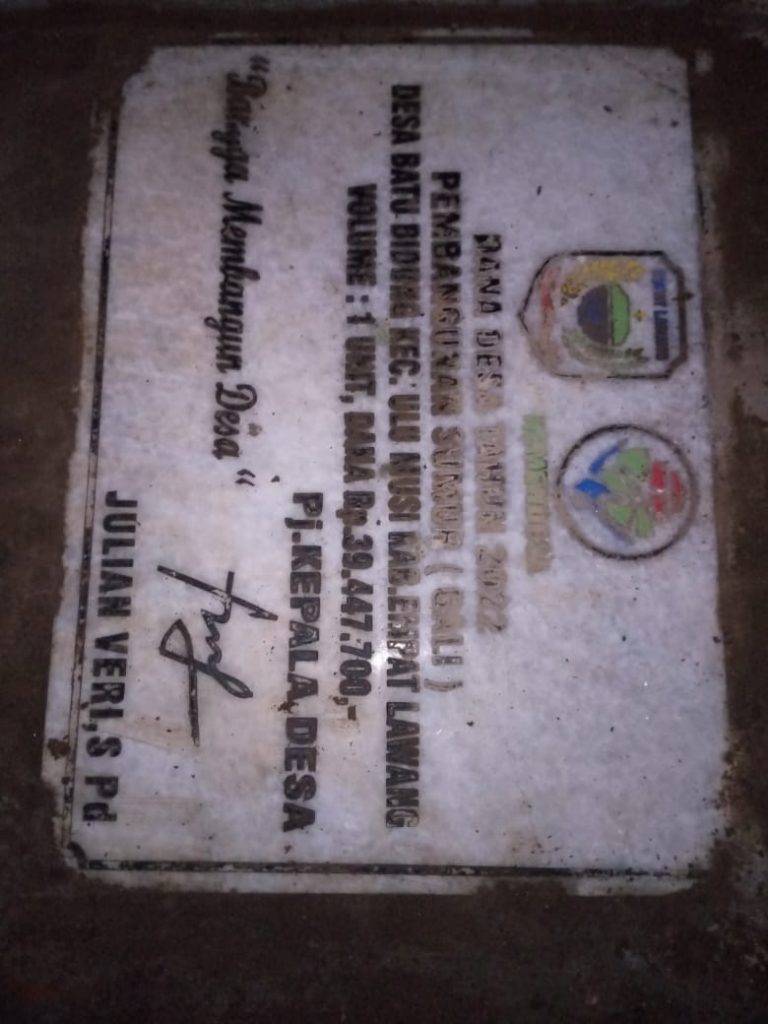 DANA DESA TAHUN 2022
PEMBANGUNAN SUMUR ( GALI )
DESA BATU BIDUNG KEC. ULU MUSI KAB.EMPAT LAWANG
VOLUME : 1 UNIT, DANA Rp.39.447.700,-
Pj.KEPALA DESA
"Bangga Membangun Desa"
JULIAN VERI,S Pd